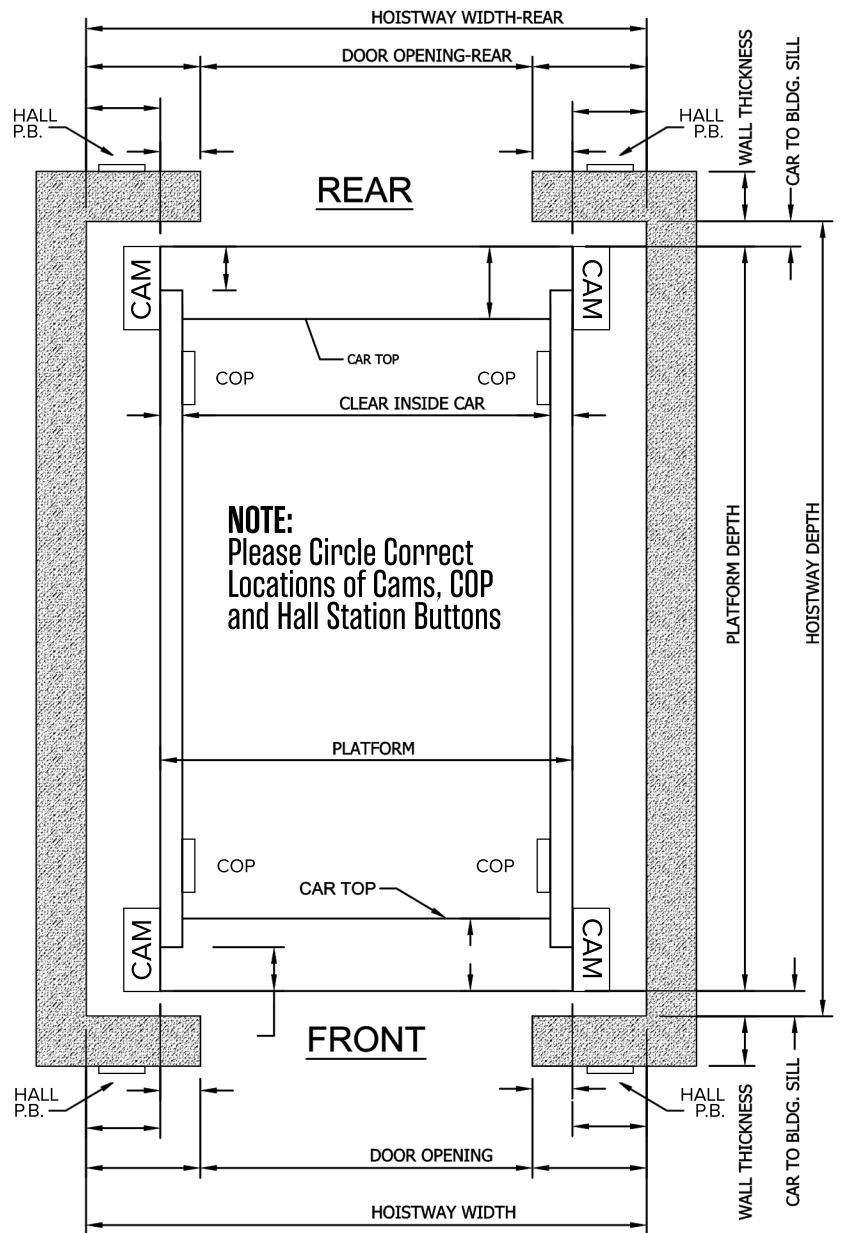 HOISTWAY WIDTH-REAR
DOOR OPENING-REAR
WALL THICKNESS
CAR TO BLDG. SILL
HALL
P.B.
HALL
P.B.
REAR
CAM
CAM
CAR TOP
COP
COP
CLEAR INSIDE CAR
NOTE:
Please Circle Correct
Locations of Cams, COP
and Hall Station Buttons
PLATFORM DEPTH
HOISTWAY DEPTH
PLATFORM
COP
COP
CAR TOP
CAM
CAM
FRONT
HALL
P.B.
HALL
P.B.
WALL THICKNESS
CAR TO BLDG. SILL
DOOR OPENING
HOISTWAY WIDTH